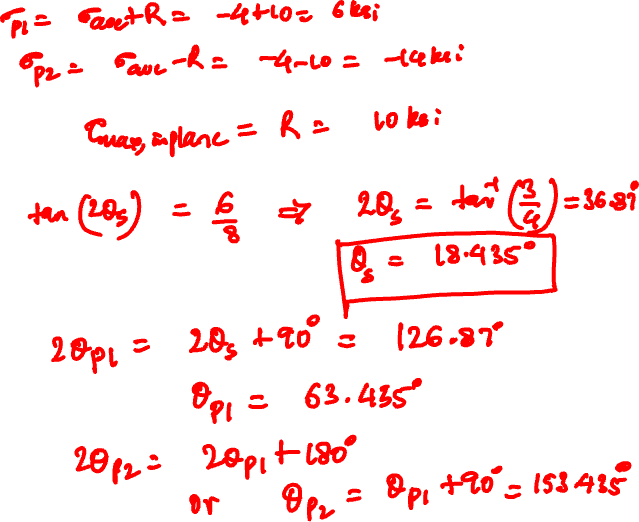 σp1 = σave+R = -4+10 = 6 ksi
σp2 = σave-R = -4-10 = -14 ksi
τmax, inplane = R = 10 ksi
tan (2θs) = 6/8 ⇒ 2θs = tan⁻¹ (3/4) = 36.87°
θs = 18.435°
2θp1 = 2θs + 90° = 126.87°
θp1 = 63.435°
2θp2 = 2θp1 + 180°
or θp2 = θp1 + 90° = 153.435°